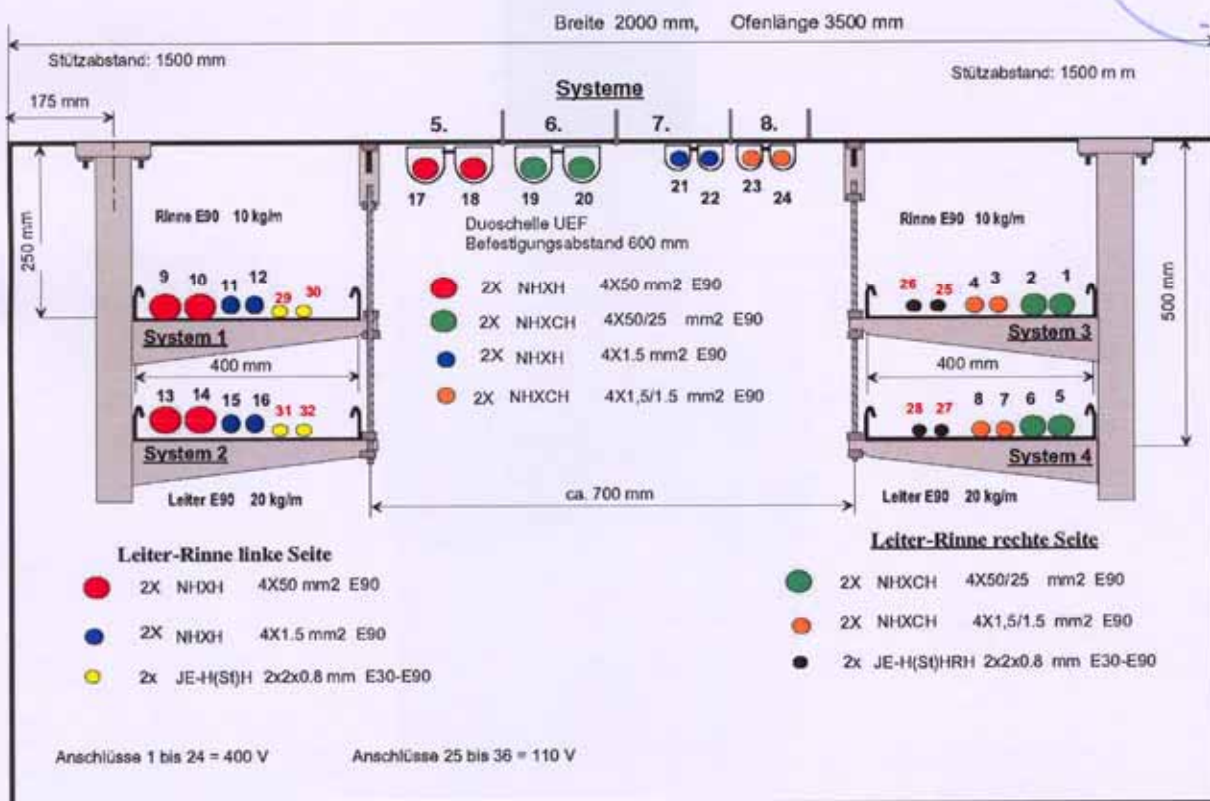 Breite 2000 mm, Ofenlänge 3500 mm
Stützabstand: 1500 mm
Stützabstand: 1500 m m
175 mm
Systeme
5. 6. 7. 8.
17 18 19 20 21 22 23 24
250 mm
500 mm
Rinne E90 10 kg/m
Duoschelle UEF
Befestigungsabstand 600 mm
Rinne E90 10 kg/m
9 10 11 12 29 30
26 25 4 3 2 1
System 1
System 3
400 mm
400 mm
2X NHXH 4X50 mm2 E90
2X NHXCH 4X50/25 mm2 E90
2X NHXH 4X1.5 mm2 E90
2X NHXCH 4X1,5/1.5 mm2 E90
13 14 15 16 31 32
28 27 8 7 6 5
System 2
System 4
Leiter E90 20 kg/m
ca. 700 mm
Leiter E90 20 kg/m
Leiter-Rinne linke Seite
2X NHXH 4X50 mm2 E90
2X NHXH 4X1.5 mm2 E90
2x JE-H(St)H 2x2x0.8 mm E30-E90
Leiter-Rinne rechte Seite
2X NHXCH 4X50/25 mm2 E90
2X NHXCH 4X1,5/1.5 mm2 E90
2x JE-H(St)HRH 2x2x0.8 mm E30-E90
Anschlüsse 1 bis 24 = 400 V
Anschlüsse 25 bis 36 = 110 V